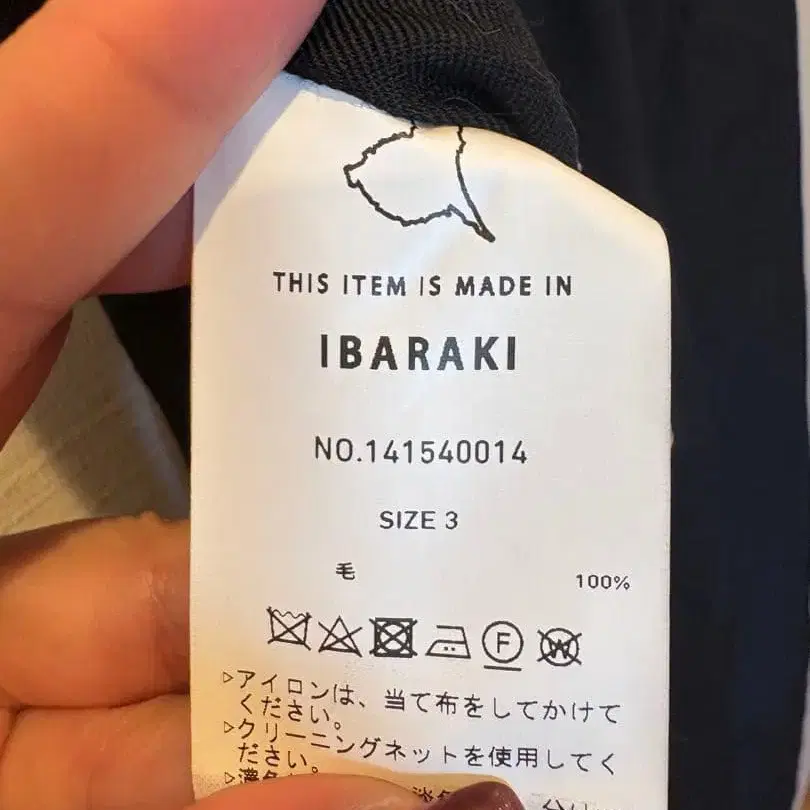 THIS ITEM IS MADE IN
IBARAKI
NO.141540014
SIZE 3
毛 100%
F W
▷アイロンは、当て布をしてかけて
ください。
▷クリーニングネットを使用してく
ださい。
▷濃色